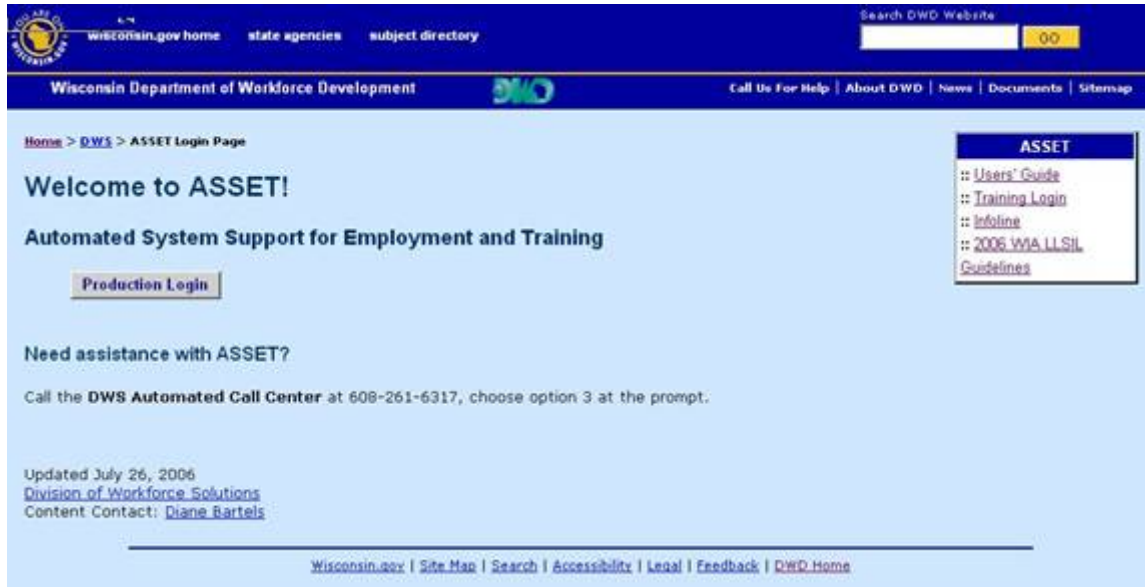 YOU ARE ON
WISCONSIN.GOV
wisconsin.gov home state agencies subject directory
Search DWD Website
GO
Wisconsin Department of Workforce Development
DWD
Call Us For Help | About DWD | News | Documents | Sitemap
Home > DWS > ASSET Login Page
Welcome to ASSET!
Automated System Support for Employment and Training
Production Login
Need assistance with ASSET?
Call the DWS Automated Call Center at 608-261-6317, choose option 3 at the prompt.
Updated July 26, 2006
Division of Workforce Solutions
Content Contact: Diane Bartels
ASSET
:: Users' Guide
:: Training Login
:: Infoline
:: 2006 WIA LLSIL
Guidelines
Wisconsin.gov | Site Map | Search | Accessibility | Legal | Feedback | DWD Home